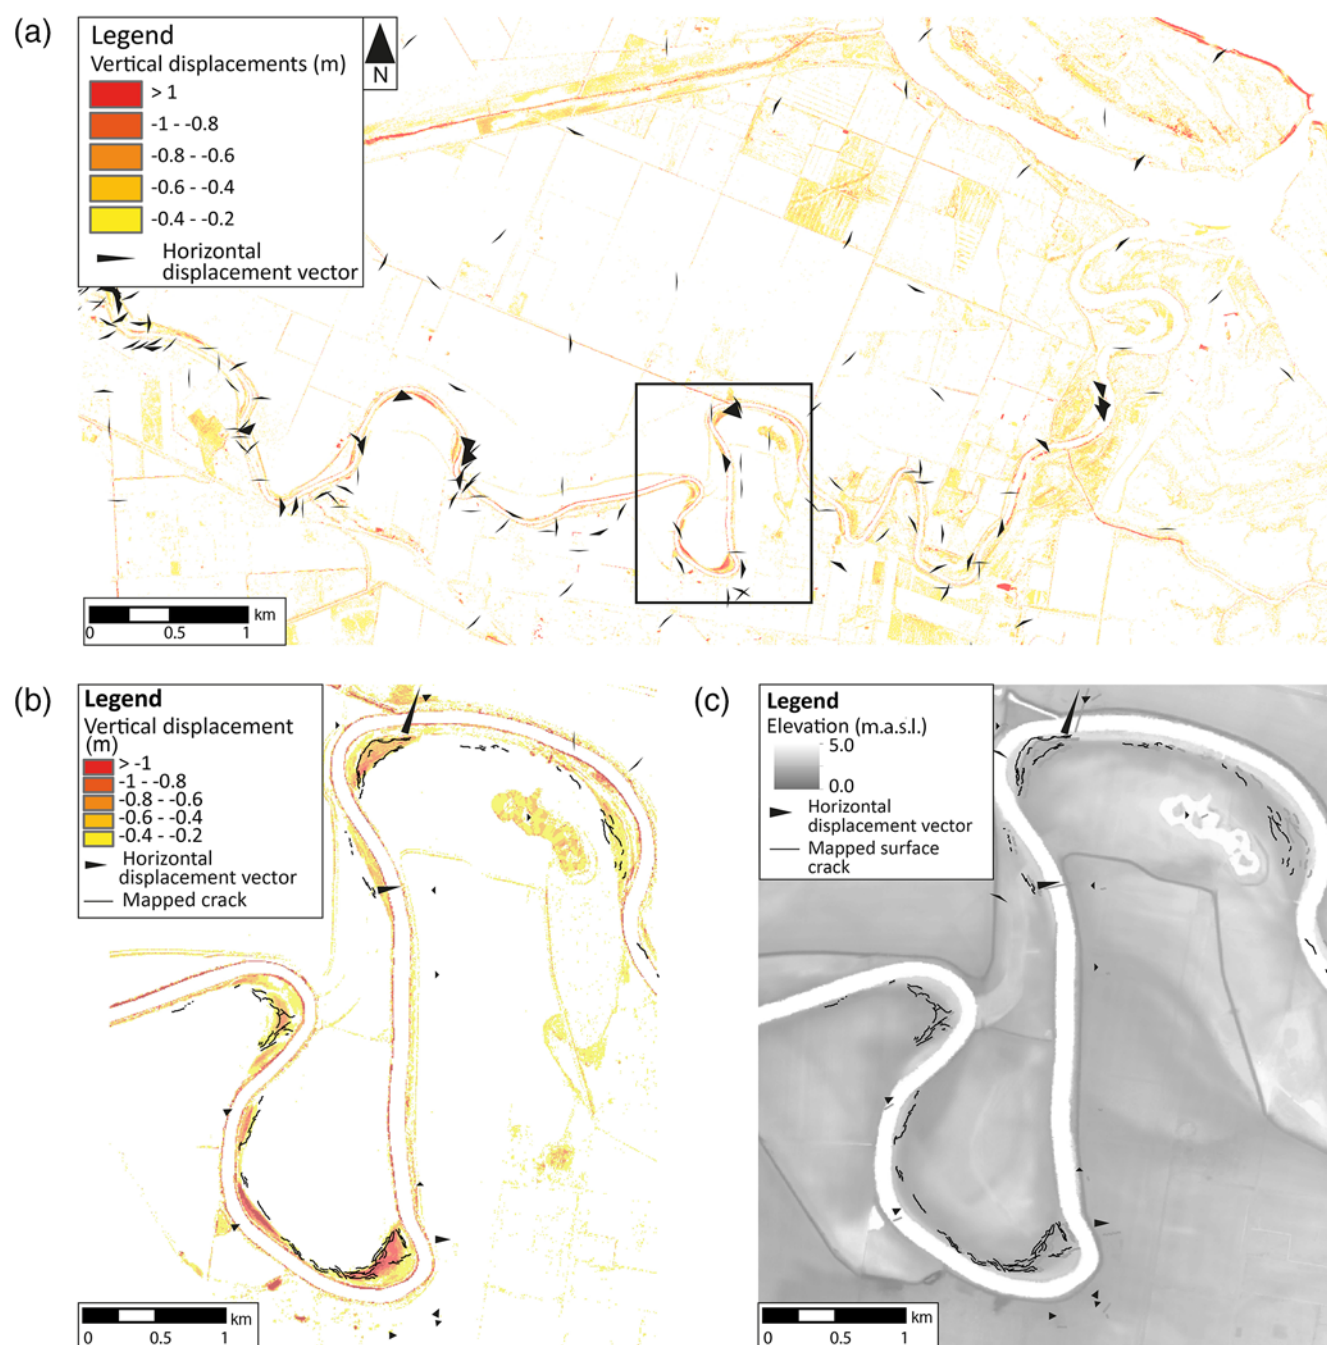 (a)
Legend
Vertical displacements (m)
> 1
-1 - -0.8
-0.8 - -0.6
-0.6 - -0.4
-0.4 - -0.2
Horizontal
displacement vector
N
km
0 0.5 1
(b)
Legend
Vertical displacement
(m)
> -1
-1 - -0.8
-0.8 - -0.6
-0.6 - -0.4
-0.4 - -0.2
Horizontal
displacement vector
Mapped crack
km
0 0.5 1
(c)
Legend
Elevation (m.a.s.l.)
5.0
0.0
Horizontal
displacement vector
Mapped surface
crack
km
0 0.5 1